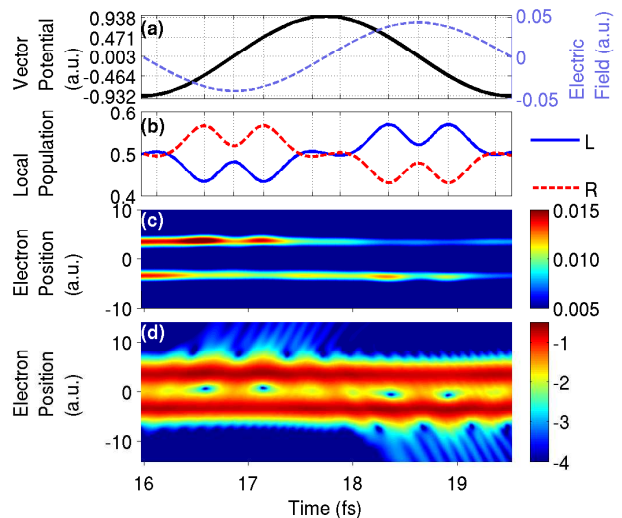 0.938
0.471
0.003
-0.464
-0.932
Vector
Potential
(a.u.)
(a)
0.05
0
-0.05
Electric
Field (a.u.)
0.6
0.5
0.4
Local
Population
(b)
L
R
10
0
-10
Electron
Position
(a.u.)
(c)
0.015
0.010
0.005
10
0
-10
Electron
Position
(a.u.)
(d)
-1
-2
-3
-4
16 17 18 19
Time (fs)